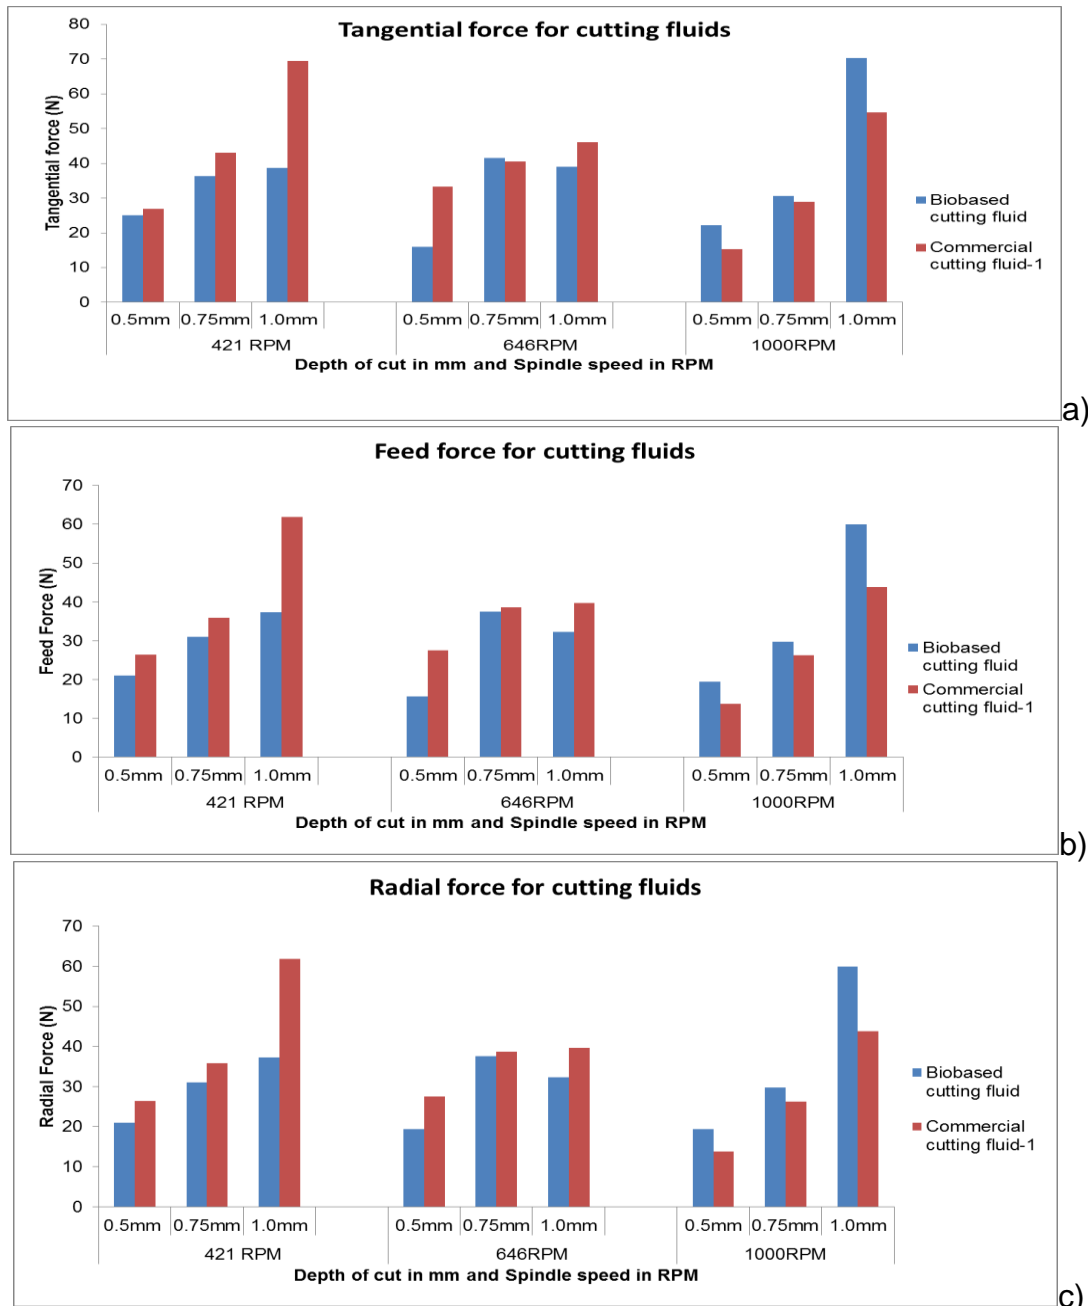 Tangential force for cutting fluids
80
70
60
50
40
30
20
10
0
Tangential force (N)
0.5mm 0.75mm 1.0mm 0.5mm 0.75mm 1.0mm 0.5mm 0.75mm 1.0mm
421 RPM 646RPM 1000RPM
Depth of cut in mm and Spindle speed in RPM
Biobased
cutting fluid
Commercial
cutting fluid-1
a)
Feed force for cutting fluids
70
60
50
40
30
20
10
0
Feed Force (N)
0.5mm 0.75mm 1.0mm 0.5mm 0.75mm 1.0mm 0.5mm 0.75mm 1.0mm
421 RPM 646RPM 1000RPM
Depth of cut in mm and Spindle speed in RPM
Biobased
cutting fluid
Commercial
cutting fluid-1
b)
Radial force for cutting fluids
70
60
50
40
30
20
10
0
Radial Force (N)
0.5mm 0.75mm 1.0mm 0.5mm 0.75mm 1.0mm 0.5mm 0.75mm 1.0mm
421 RPM 646RPM 1000RPM
Depth of cut in mm and Spindle speed in RPM
Biobased
cutting fluid
Commercial
cutting fluid-1
c)